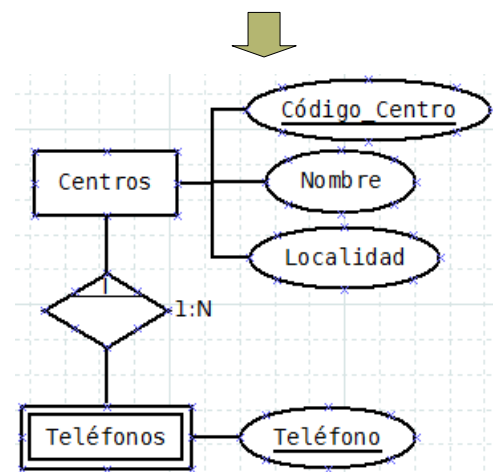 Código_Centro
Centros
Nombre
Localidad
I
1:N
Teléfonos
Teléfono